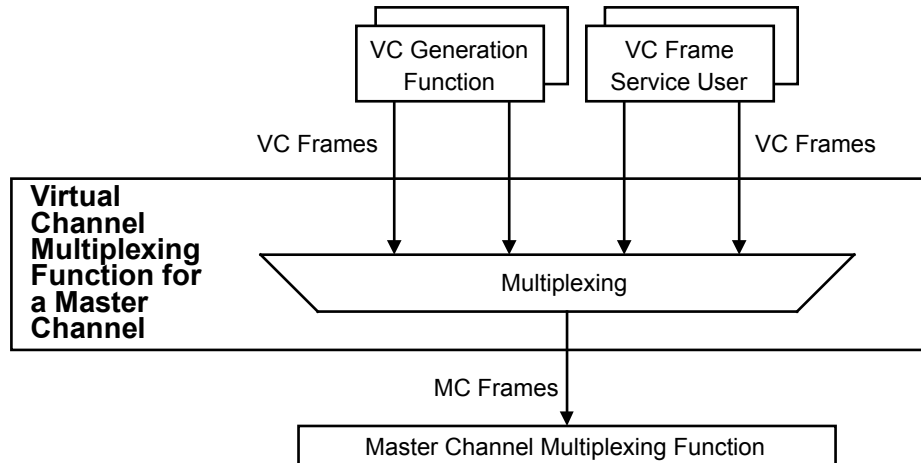 VC Generation
Function
VC Frame
Service User
VC Frames
VC Frames
Virtual
Channel
Multiplexing
Function for
a Master
Channel
Multiplexing
MC Frames
Master Channel Multiplexing Function